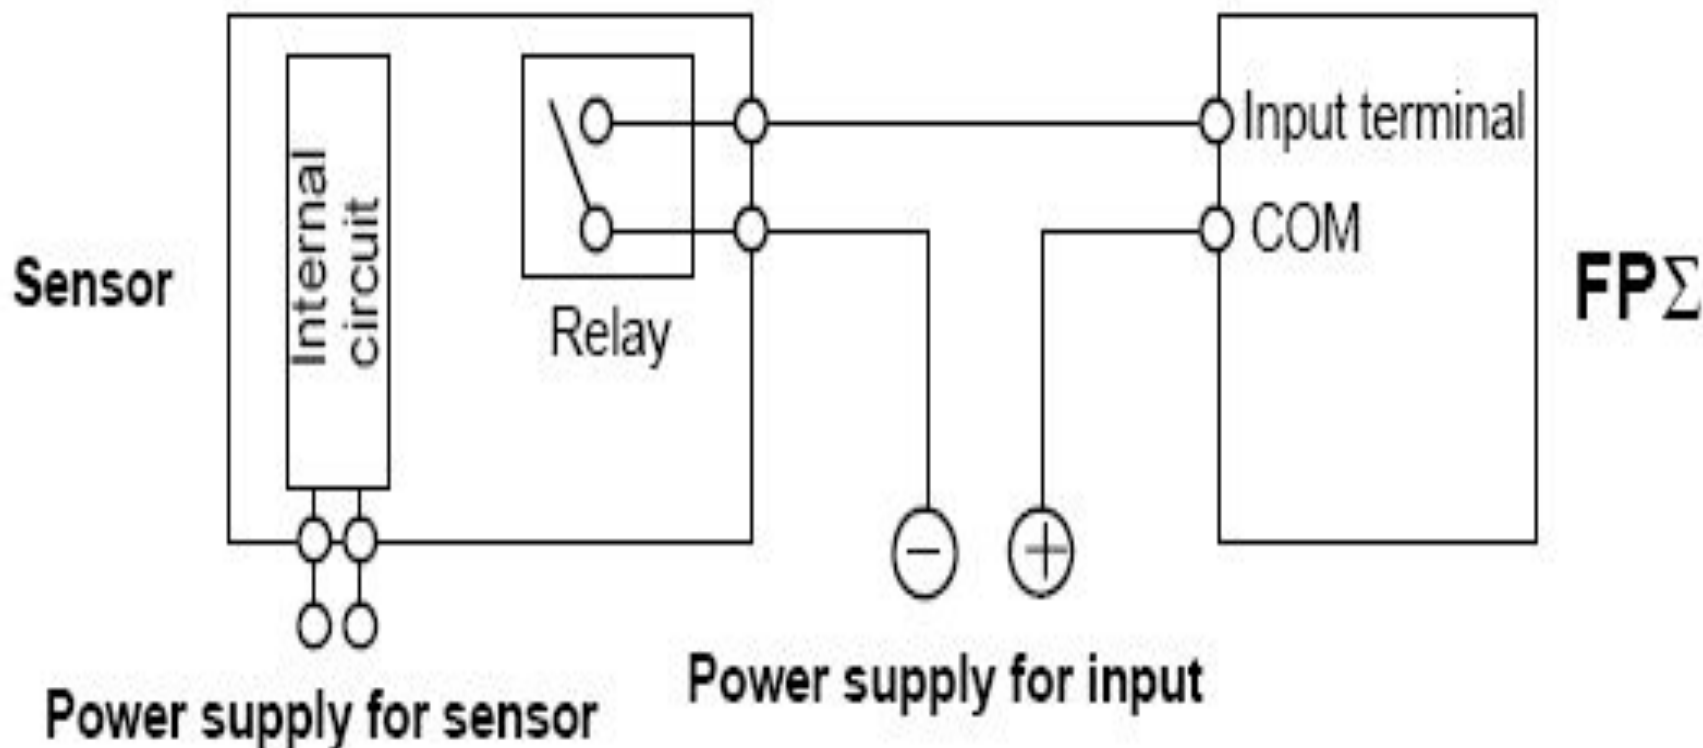 Input terminal
Internal
circuit
COM
Sensor
FPΣ
Relay
−
+
Power supply for input
Power supply for sensor